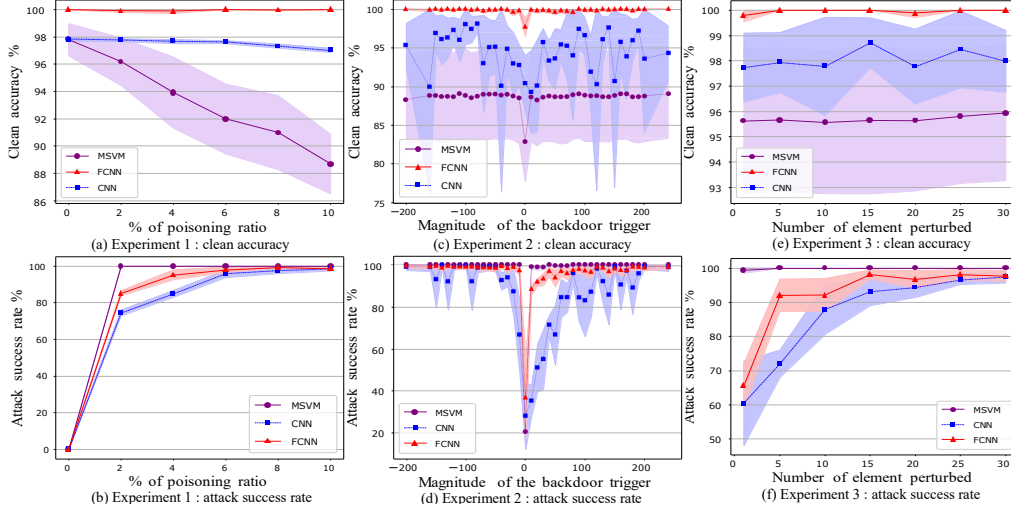 Clean accuracy %
100
98
96
94
92
90
88
86
MSVM
FCNN
CNN
0 2 4 6 8 10
% of poisoning ratio
(a) Experiment 1 : clean accuracy
Clean accuracy %
100
95
90
85
80
75
MSVM
FCNN
CNN
−200 −100 0 100 200
Magnitude of the backdoor trigger
(c) Experiment 2 : clean accuracy
Clean accuracy %
100
99
98
97
96
95
94
93
MSVM
FCNN
CNN
0 5 10 15 20 25 30
Number of element perturbed
(e) Experiment 3 : clean accuracy
Attack success rate %
100
80
60
40
20
0
MSVM
CNN
FCNN
0 2 4 6 8 10
% of poisoning ratio
(b) Experiment 1 : attack success rate
Attack success rate %
100
80
60
40
20
MSVM
CNN
FCNN
−200 −100 0 100 200
Magnitude of the backdoor trigger
(d) Experiment 2 : attack success rate
Attack success rate %
100
90
80
70
60
50
MSVM
CNN
FCNN
0 5 10 15 20 25 30
Number of element perturbed
(f) Experiment 3 : attack success rate